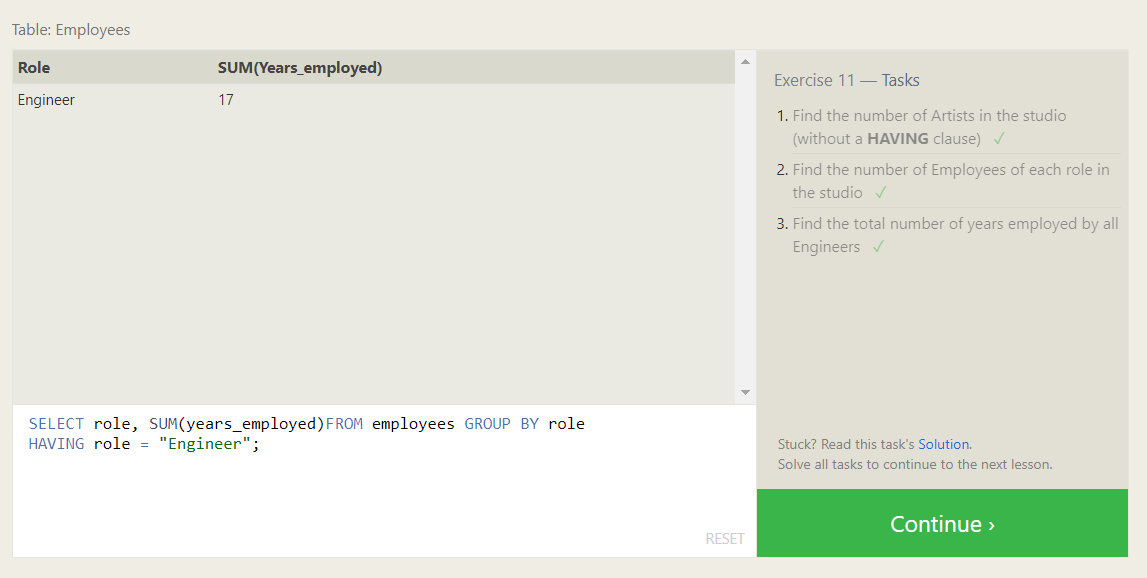 Table: Employees
Role SUM(Years_employed)
Engineer 17
Exercise 11 — Tasks
1. Find the number of Artists in the studio
(without a HAVING clause) ✓
2. Find the number of Employees of each role in
the studio ✓
3. Find the total number of years employed by all
Engineers ✓
SELECT role, SUM(years_employed)FROM employees GROUP BY role
HAVING role = "Engineer";
RESET
Stuck? Read this task's Solution.
Solve all tasks to continue to the next lesson.
Continue ›